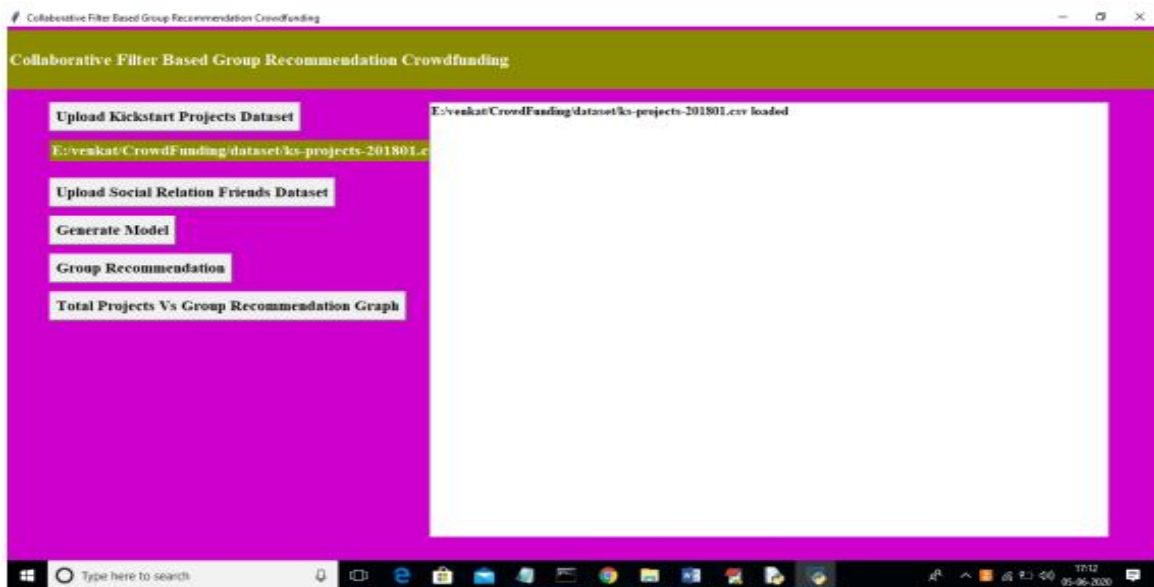 Collaborative Filter Based Group Recommendation Crowdfunding
Collaborative Filter Based Group Recommendation Crowdfunding
Upload Kickstart Projects Dataset
E:/venkat/CrowdFunding/dataset/ks-projects-201801.c
Upload Social Relation Friends Dataset
Generate Model
Group Recommendation
Total Projects Vs Group Recommendation Graph
E:/venkat/CrowdFunding/dataset/ks-projects-201801.csv loaded
Type here to search
17:12
05-06-2020